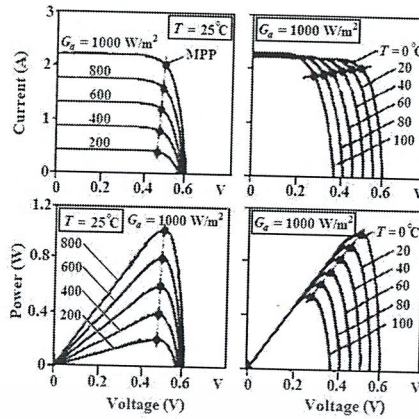 3
2
1
0
Current (A)
G_a = 1000 W/m²
T = 25°C
MPP
800
600
400
200
0 0.2 0.4 0.6 V
G_a = 1000 W/m²
T = 0°C
20
40
60
80
100
0 0.2 0.4 0.6 V
1.2
0.8
0.4
0
Power (W)
T = 25°C
G_a = 1000 W/m²
800
600
400
200
0 0.2 0.4 0.6 V
Voltage (V)
G_a = 1000 W/m²
T = 0°C
20
40
60
80
100
0 0.2 0.4 0.6 V
Voltage (V)